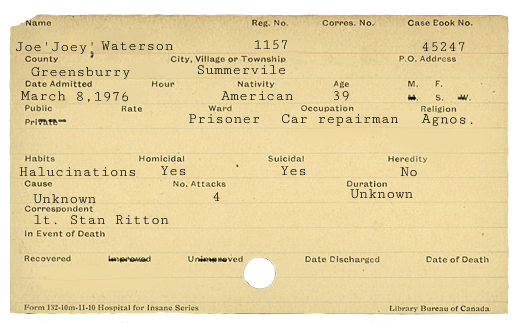 Name Reg. No. Corres. No. Case Book No.
Joe'Joey', Waterson 1157 45247
County City, Village or Township P.O. Address
Greensburry Summervile
Date Admitted Hour Nativity Age M. F.
March 8,1976 American 39 M. S. W.
Public Rate Ward Occupation Religion
Private Prisoner Car repairman Agnos.
Habits Homicidal Suicidal Heredity
Halucinations Yes Yes No
Cause No. Attacks Duration
Unknown 4 Unknown
Correspondent
lt. Stan Ritton
in Event of Death
Recovered Improved Unimproved Date Discharged Date of Death
Form 132-10m-11-10 Hospital for Insane Series Library Bureau of Canada